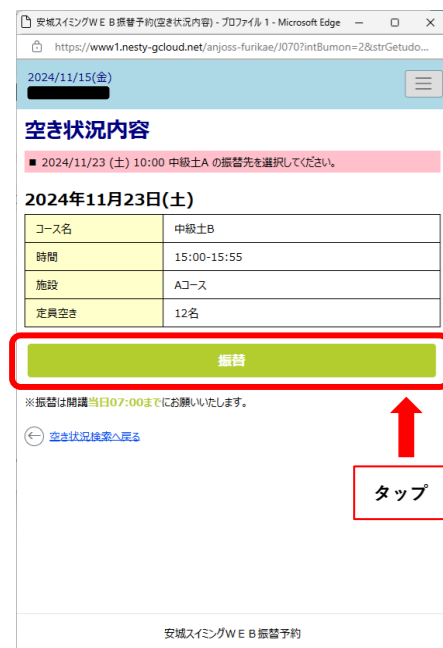 安城スイミングＷＥＢ振替予約(空き状況内容) - プロファイル 1 - Microsoft Edge
https://www1.nesty-gcloud.net/anjoss-furikae/J070?intBumon=2&strGetudo...
2024/11/15(金)
空き状況内容
■ 2024/11/23 (土) 10:00 中級土A の振替先を選択してください。
2024年11月23日(土)
コース名 中級土B
時間 15:00-15:55
施設 Aコース
定員空き 12名
振替
※振替は開講当日07:00までにお願いいたします。
空き状況検索へ戻る
タップ
安城スイミングＷＥＢ振替予約